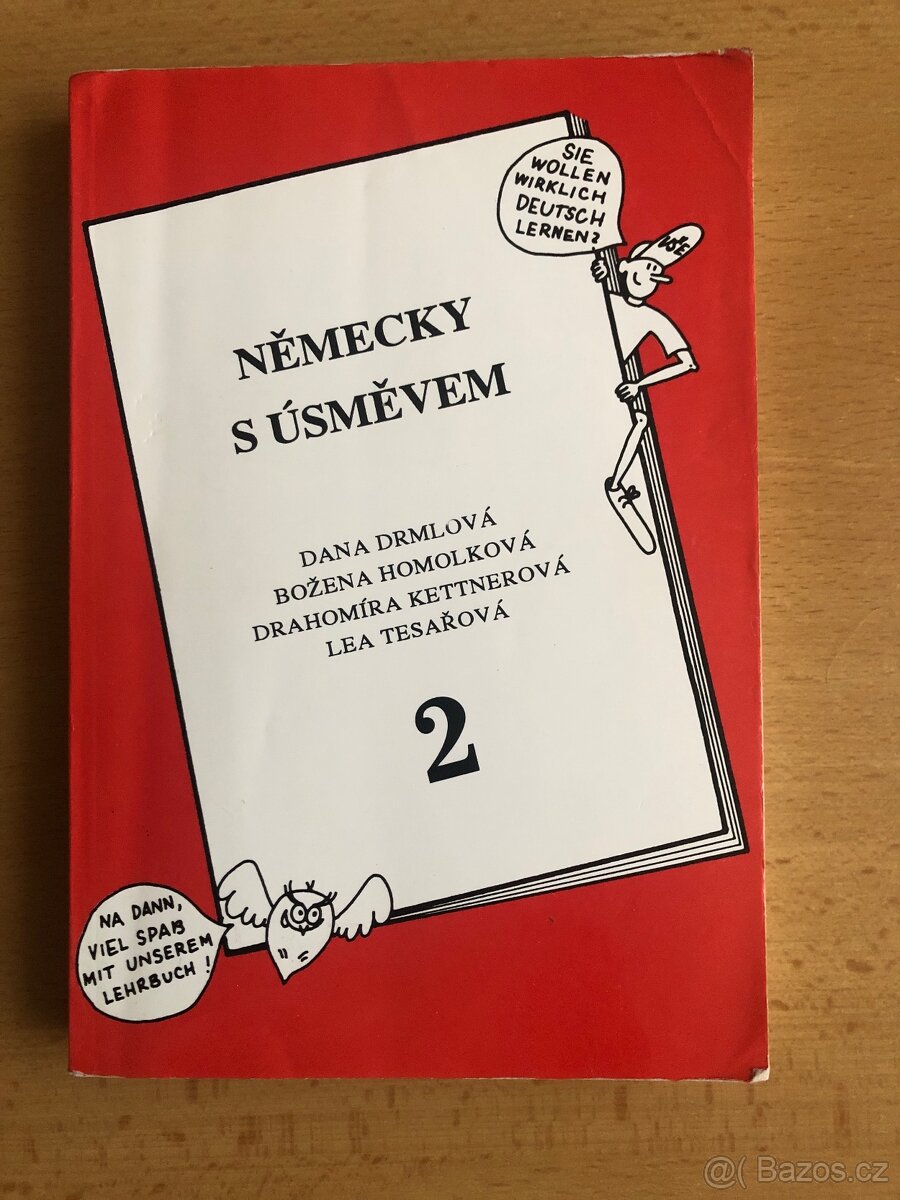 SIE
WOLLEN
WIRKLICH
DEUTSCH
LERNEN?
VŠE
NĚMECKY
S ÚSMĚVEM
DANA DRMLOVÁ
BOŽENA HOMOLKOVÁ
DRAHOMÍRA KETTNEROVÁ
LEA TESAŘOVÁ
2
NA DANN,
VIEL SPAß
MIT UNSEREM
LEHRBUCH!
@( Bazos.cz